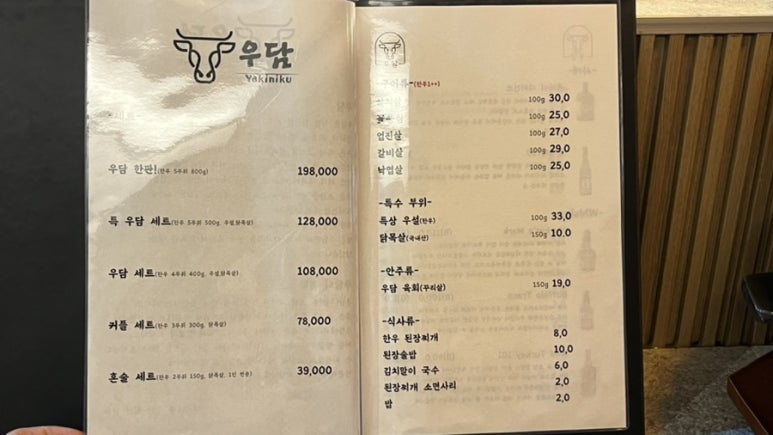 우담
Yakiniku
우담 한판!(한우 5부위 800g) 198,000
특 우담 세트(한우 5부위 500g, 우설,닭목살) 128,000
우담 세트(한우 4부위 400g, 우설,닭목살) 108,000
커플 세트(한우 3부위 300g, 닭목살) 78,000
혼술 세트(한우 2부위 150g, 닭목살, 1인 한정) 39,000
우담
(한우1++)
100g 30,0
100g 25,0
업진살 100g 27,0
갈비살 100g 29,0
낙엽살 100g 25,0
-특수 부위-
특상 우설(한우) 100g 33,0
닭목살(국내산) 150g 10,0
-안주류-
우담 육회(꾸리살) 150g 19,0
-식사류-
한우 된장찌개 8,0
된장술밥 10,0
김치말이 국수 6,0
된장찌개 소면사리 2,0
밥 2,0